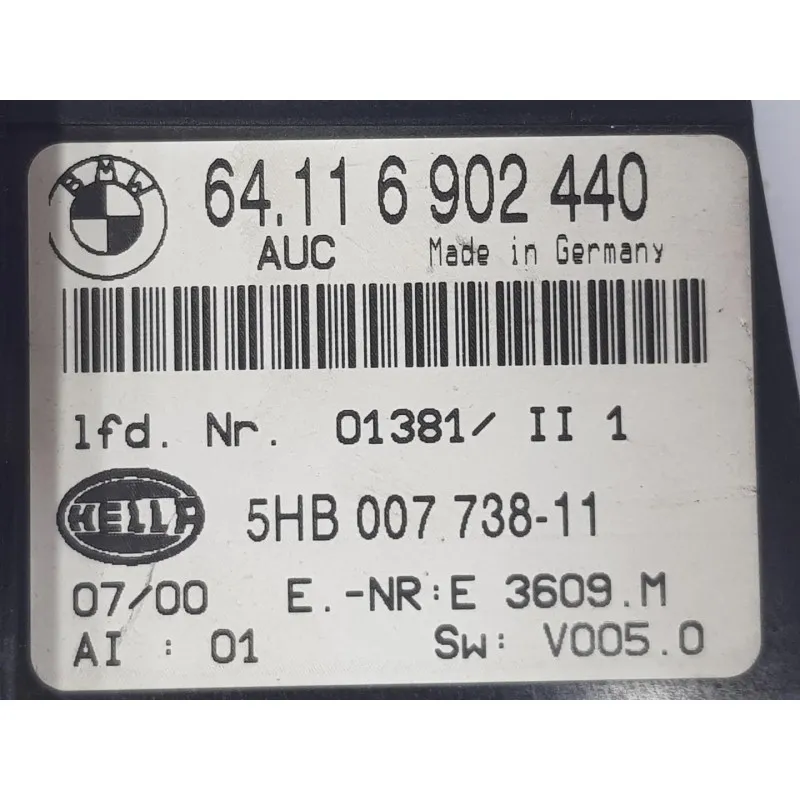 BMW 64.11 6 902 440
AUC Made in Germany
lfd. Nr. 01381/ II 1
HELLA 5HB 007 738-11
07/00 E.-NR:E 3609.M
AI : 01 Sw: V005.0